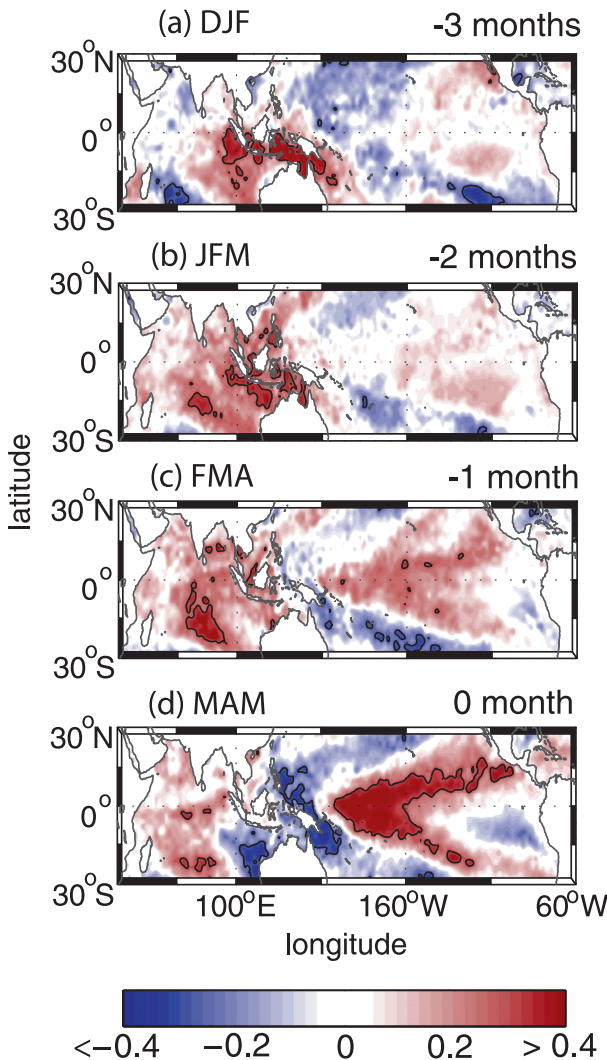 (a) DJF -3 months
30°N
0°
30°S
(b) JFM -2 months
30°N
0°
30°S
(c) FMA -1 month
30°N
0°
30°S
(d) MAM 0 month
30°N
0°
30°S
latitude
100°E 160°W 60°W
longitude
<-0.4 -0.2 0 0.2 > 0.4